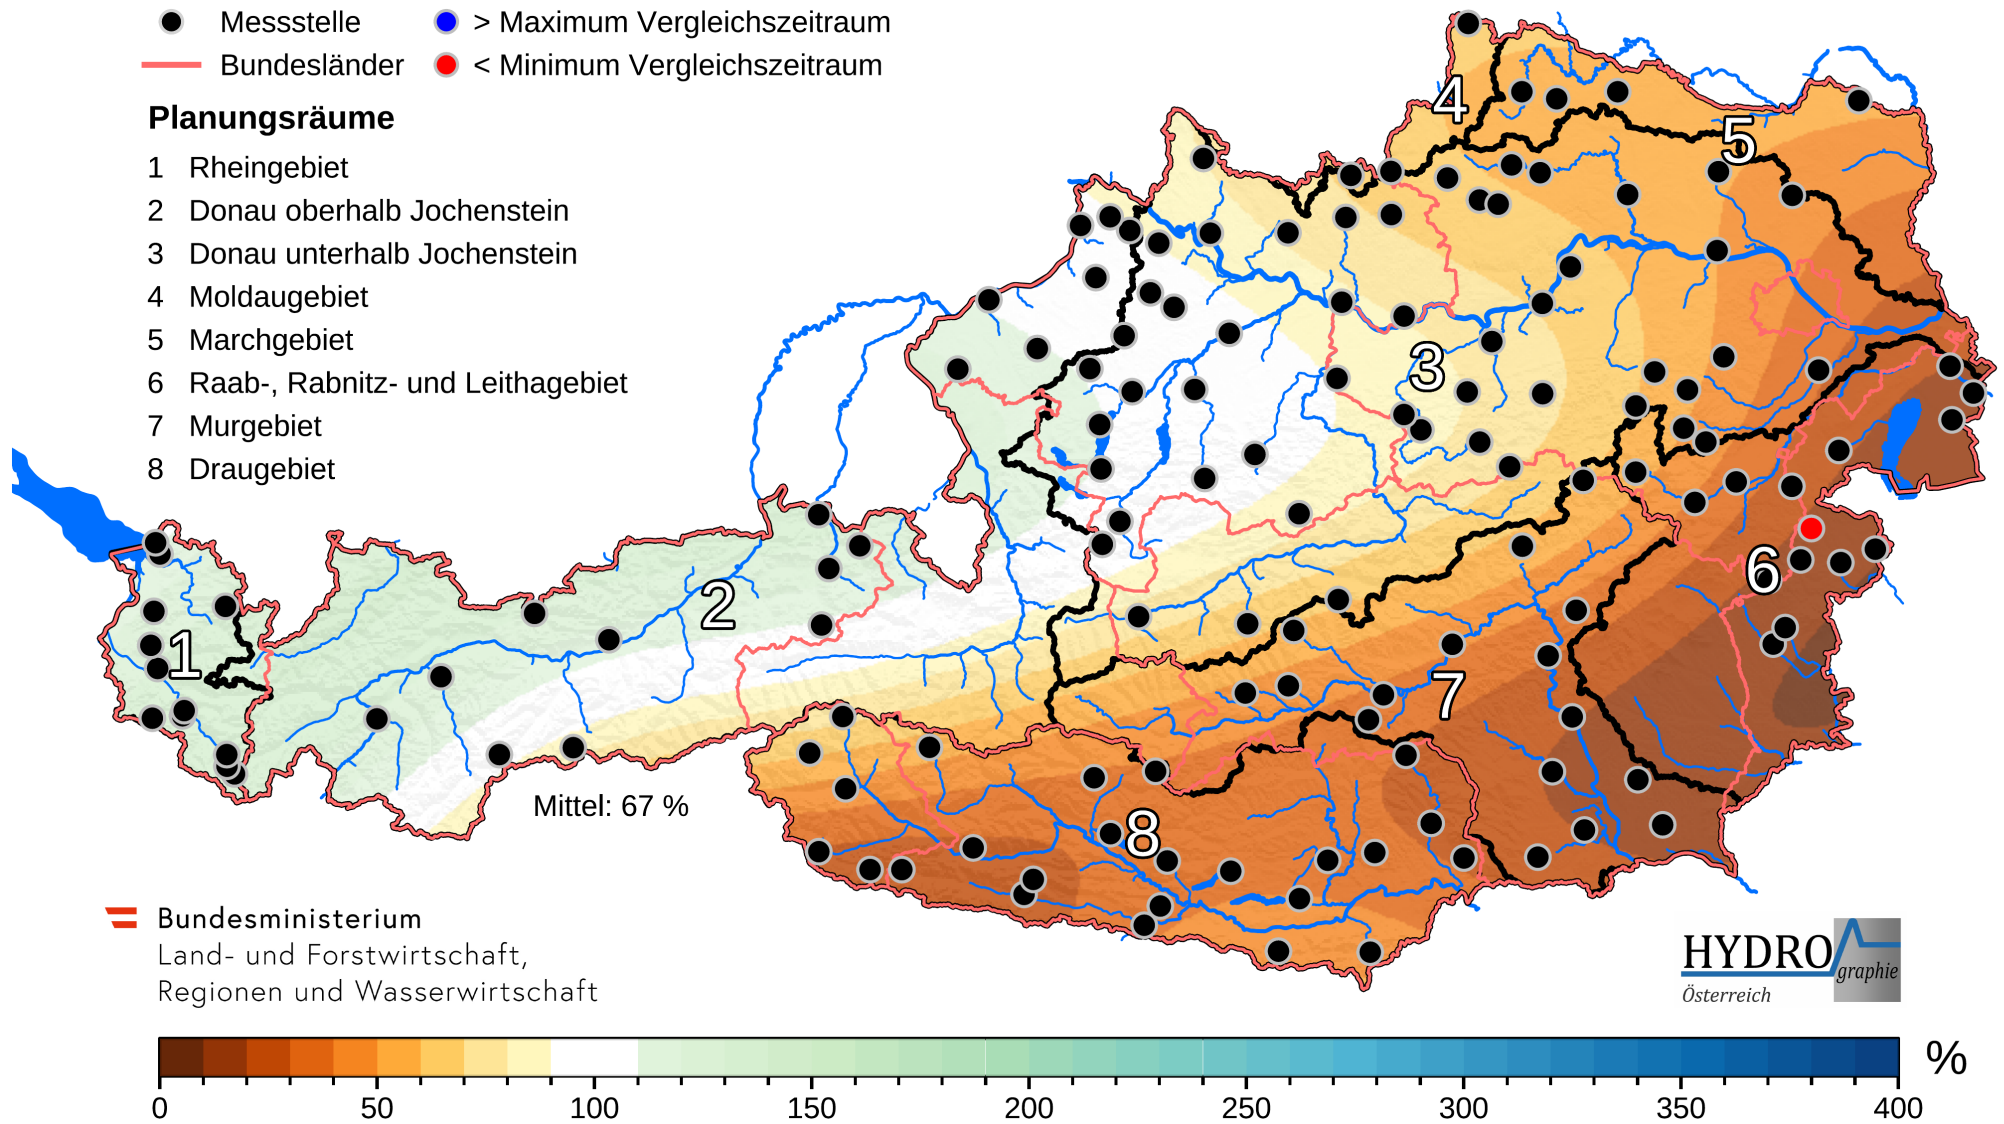 Messstelle
> Maximum Vergleichszeitraum
Bundesländer
< Minimum Vergleichszeitraum
Planungsräume
1 Rheingebiet
2 Donau oberhalb Jochenstein
3 Donau unterhalb Jochenstein
4 Moldaugebiet
5 Marchgebiet
6 Raab-, Rabnitz- und Leithagebiet
7 Murgebiet
8 Draugebiet
4
5
3
6
2
1
7
8
Mittel: 67 %
Bundesministerium
Land- und Forstwirtschaft,
Regionen und Wasserwirtschaft
HYDRO
graphie
Österreich
%
0 50 100 150 200 250 300 350 400